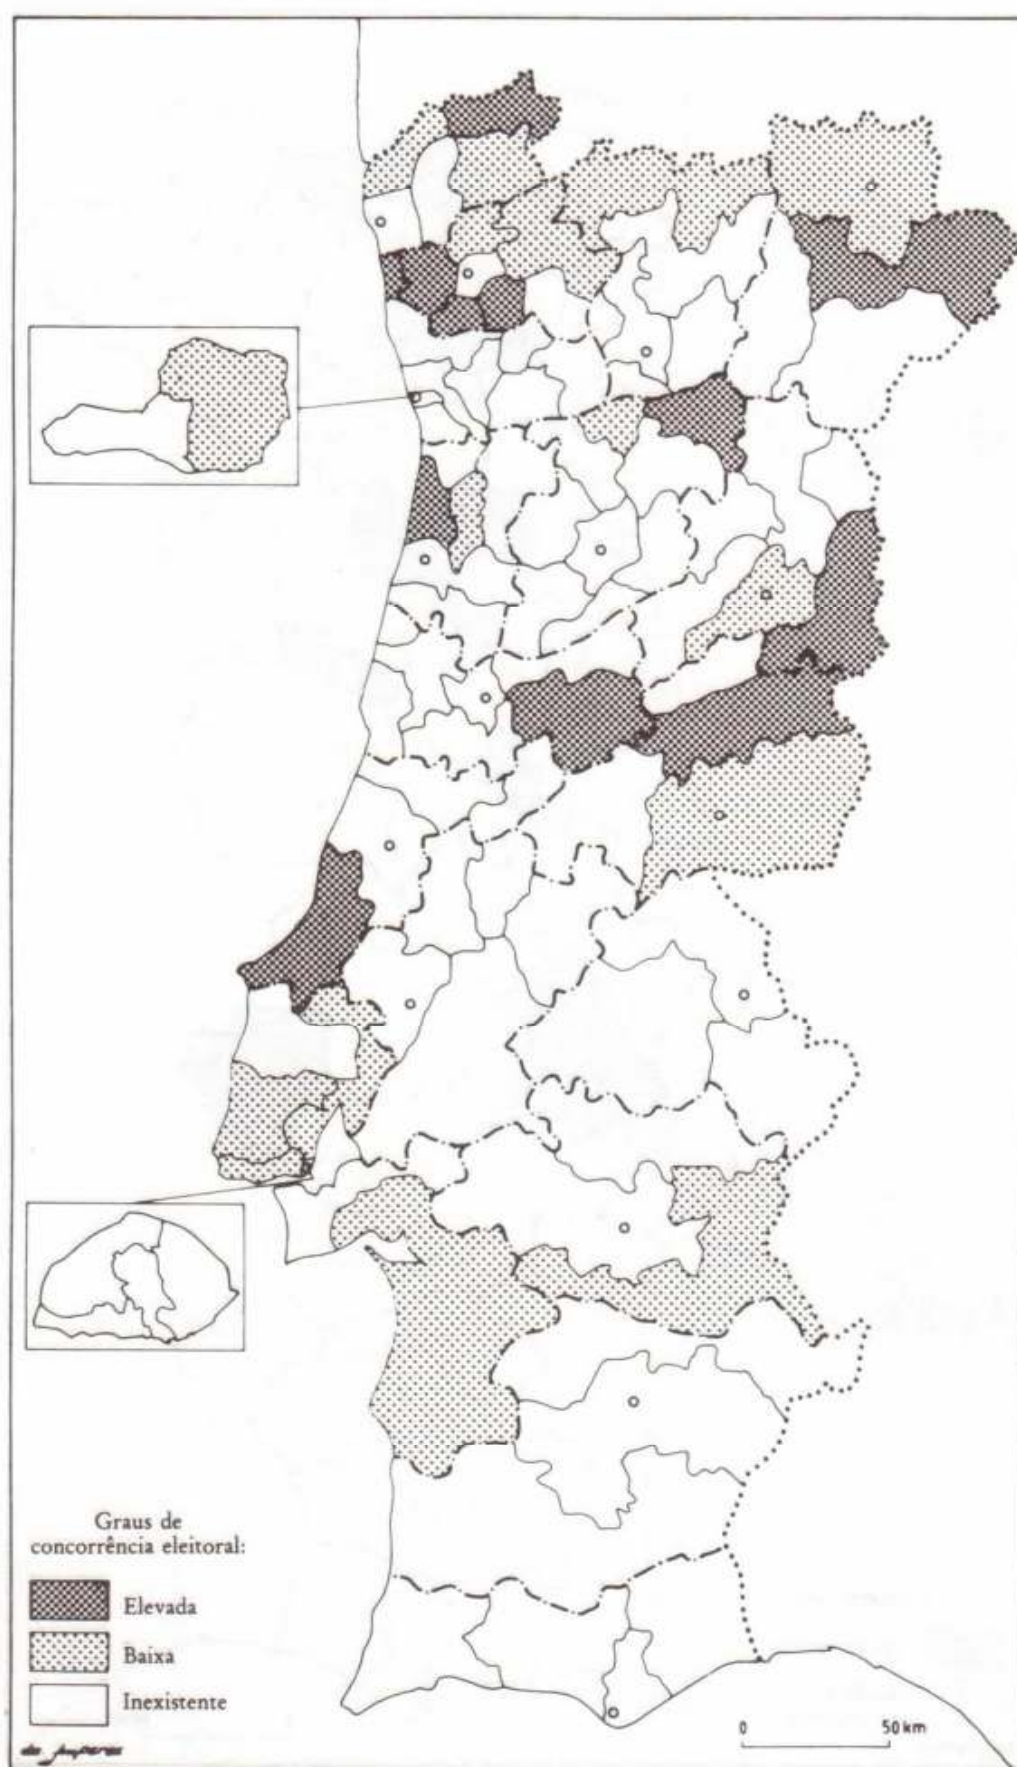 Graus de
concorrência eleitoral:
Elevada
Baixa
Inexistente
0 50 km